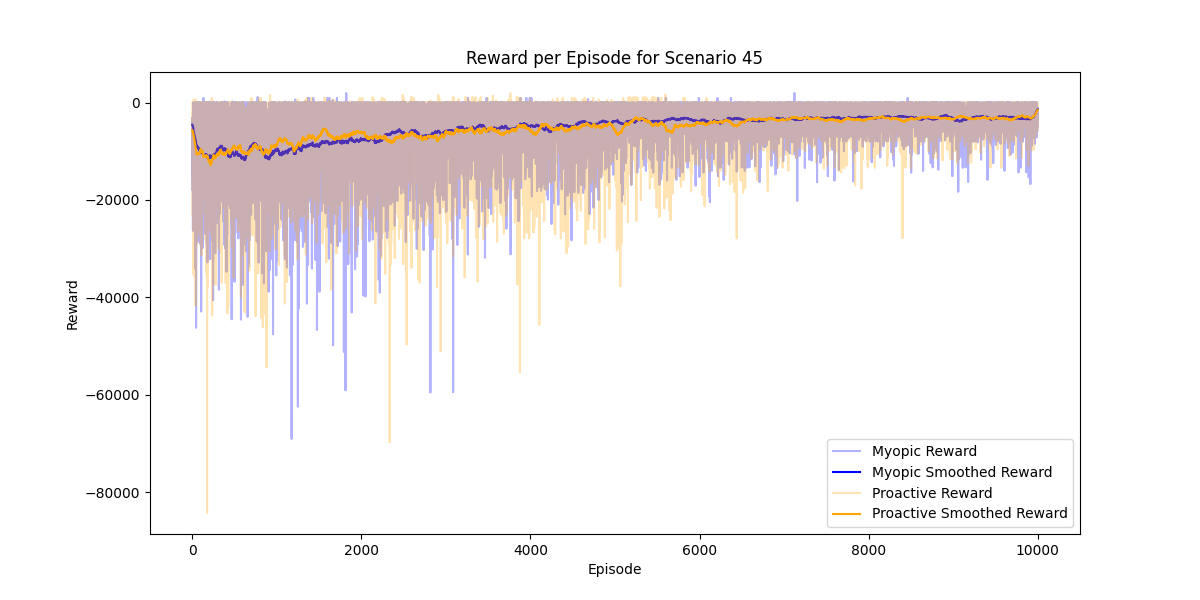 Reward per Episode for Scenario 45
0
−20000
−40000
−60000
−80000
Reward
0 2000 4000 6000 8000 10000
Episode
Myopic Reward
Myopic Smoothed Reward
Proactive Reward
Proactive Smoothed Reward